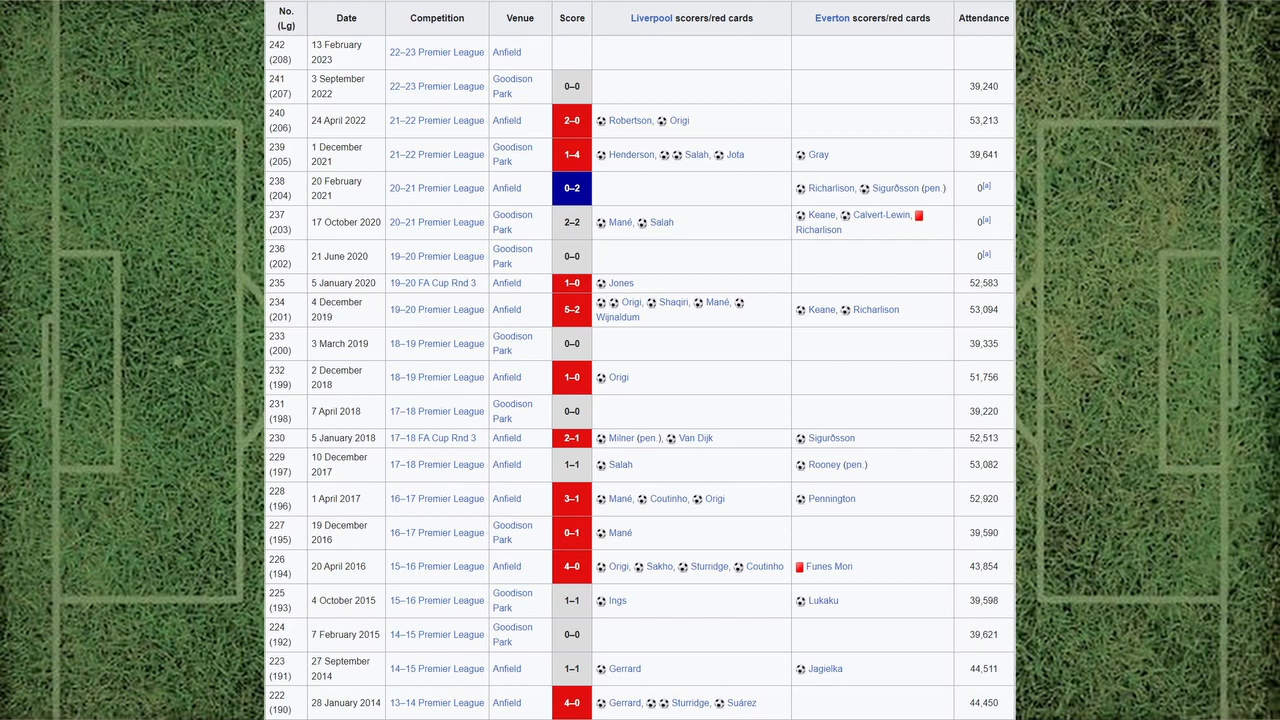 No. (Lg) Date Competition Venue Score Liverpool scorers/red cards Everton scorers/red cards Attendance
242 (208) 13 February 2023 22–23 Premier League Anfield
241 (207) 3 September 2022 22–23 Premier League Goodison Park 0–0 39,240
240 (206) 24 April 2022 21–22 Premier League Anfield 2–0 Robertson, Origi 53,213
239 (205) 1 December 2021 21–22 Premier League Goodison Park 1–4 Henderson, Salah, Jota Gray 39,641
238 (204) 20 February 2021 20–21 Premier League Anfield 0–2 Richarlison, Sigurðsson (pen.) 0[a]
237 (203) 17 October 2020 20–21 Premier League Goodison Park 2–2 Mané, Salah Keane, Calvert-Lewin, Richarlison 0[a]
236 (202) 21 June 2020 19–20 Premier League Goodison Park 0–0 0[a]
235 5 January 2020 19–20 FA Cup Rnd 3 Anfield 1–0 Jones 52,583
234 (201) 4 December 2019 19–20 Premier League Anfield 5–2 Origi, Shaqiri, Mané, Wijnaldum Keane, Richarlison 53,094
233 (200) 3 March 2019 18–19 Premier League Goodison Park 0–0 39,335
232 (199) 2 December 2018 18–19 Premier League Anfield 1–0 Origi 51,756
231 (198) 7 April 2018 17–18 Premier League Goodison Park 0–0 39,220
230 5 January 2018 17–18 FA Cup Rnd 3 Anfield 2–1 Milner (pen.), Van Dijk Sigurðsson 52,513
229 (197) 10 December 2017 17–18 Premier League Anfield 1–1 Salah Rooney (pen.) 53,082
228 (196) 1 April 2017 16–17 Premier League Anfield 3–1 Mané, Coutinho, Origi Pennington 52,920
227 (195) 19 December 2016 16–17 Premier League Goodison Park 0–1 Mané 39,590
226 (194) 20 April 2016 15–16 Premier League Anfield 4–0 Origi, Sakho, Sturridge, Coutinho Funes Mori 43,854
225 (193) 4 October 2015 15–16 Premier League Goodison Park 1–1 Ings Lukaku 39,598
224 (192) 7 February 2015 14–15 Premier League Goodison Park 0–0 39,621
223 (191) 27 September 2014 14–15 Premier League Anfield 1–1 Gerrard Jagielka 44,511
222 (190) 28 January 2014 13–14 Premier League Anfield 4–0 Gerrard, Sturridge, Suárez 44,450